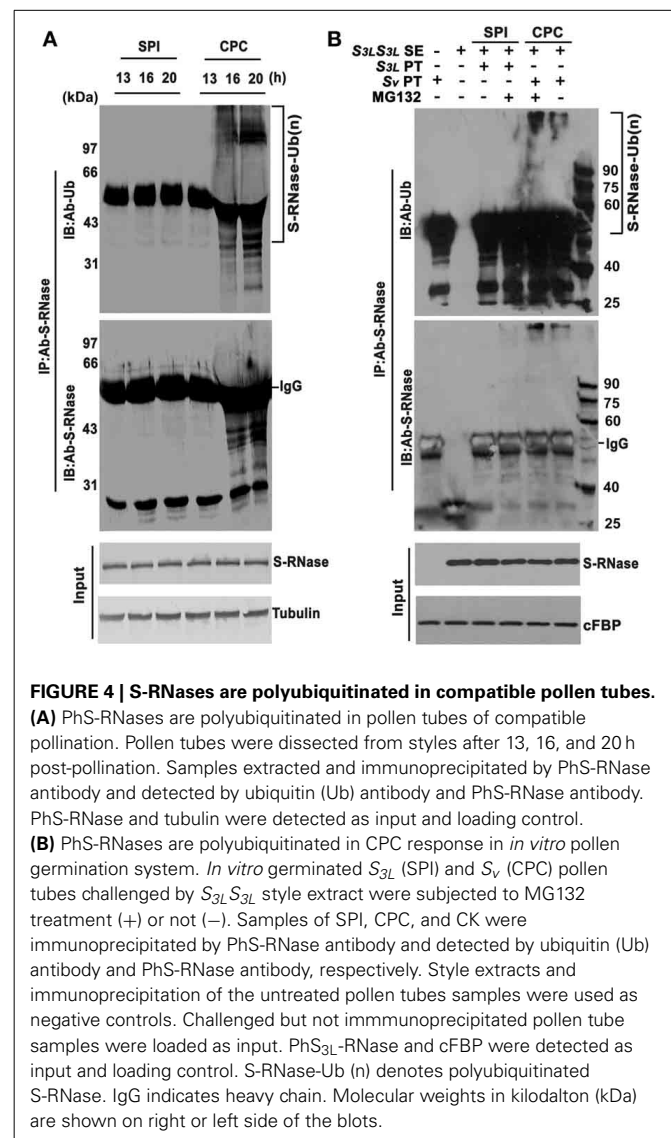 A
SPI CPC
13 16 20 13 16 20 (h)
(kDa)
97
66
43
31
IB:Ab-Ub
S-RNase-Ub(n)
97
66
43
31
IP:Ab-S-RNase
IB:Ab-S-RNase
IgG
Input
S-RNase
Tubulin
B
SPI CPC
S3LS3L SE - + + + + +
S3L PT - - + + - -
Sv PT + - - - + +
MG132 - - - + + -
IB:Ab-Ub
S-RNase-Ub(n)
90
75
60
40
25
IP:Ab-S-RNase
IB:Ab-S-RNase
90
75
60
IgG
40
25
Input
S-RNase
cFBP
FIGURE 4 | S-RNases are polyubiquitinated in compatible pollen tubes.
(A) PhS-RNases are polyubiquitinated in pollen tubes of compatible
pollination. Pollen tubes were dissected from styles after 13, 16, and 20 h
post-pollination. Samples extracted and immunoprecipitated by PhS-RNase
antibody and detected by ubiquitin (Ub) antibody and PhS-RNase antibody.
PhS-RNase and tubulin were detected as input and loading control.
(B) PhS-RNases are polyubiquitinated in CPC response in in vitro pollen
germination system. In vitro germinated S3L (SPI) and Sv (CPC) pollen
tubes challenged by S3LS3L style extract were subjected to MG132
treatment (+) or not (−). Samples of SPI, CPC, and CK were
immunoprecipitated by PhS-RNase antibody and detected by ubiquitin (Ub)
antibody and PhS-RNase antibody, respectively. Style extracts and
immunoprecipitation of the untreated pollen tubes samples were used as
negative controls. Challenged but not immmunoprecipitated pollen tube
samples were loaded as input. PhS3L-RNase and cFBP were detected as
input and loading control. S-RNase-Ub (n) denotes polyubiquitinated
S-RNase. IgG indicates heavy chain. Molecular weights in kilodalton (kDa)
are shown on right or left side of the blots.